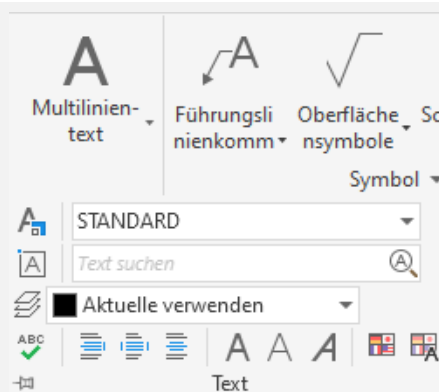 Multilinien-
text
Führungsli
nienkomm
Oberfläche
nsymbole
Symbol
STANDARD
Text suchen
Aktuelle verwenden
ABC
Text